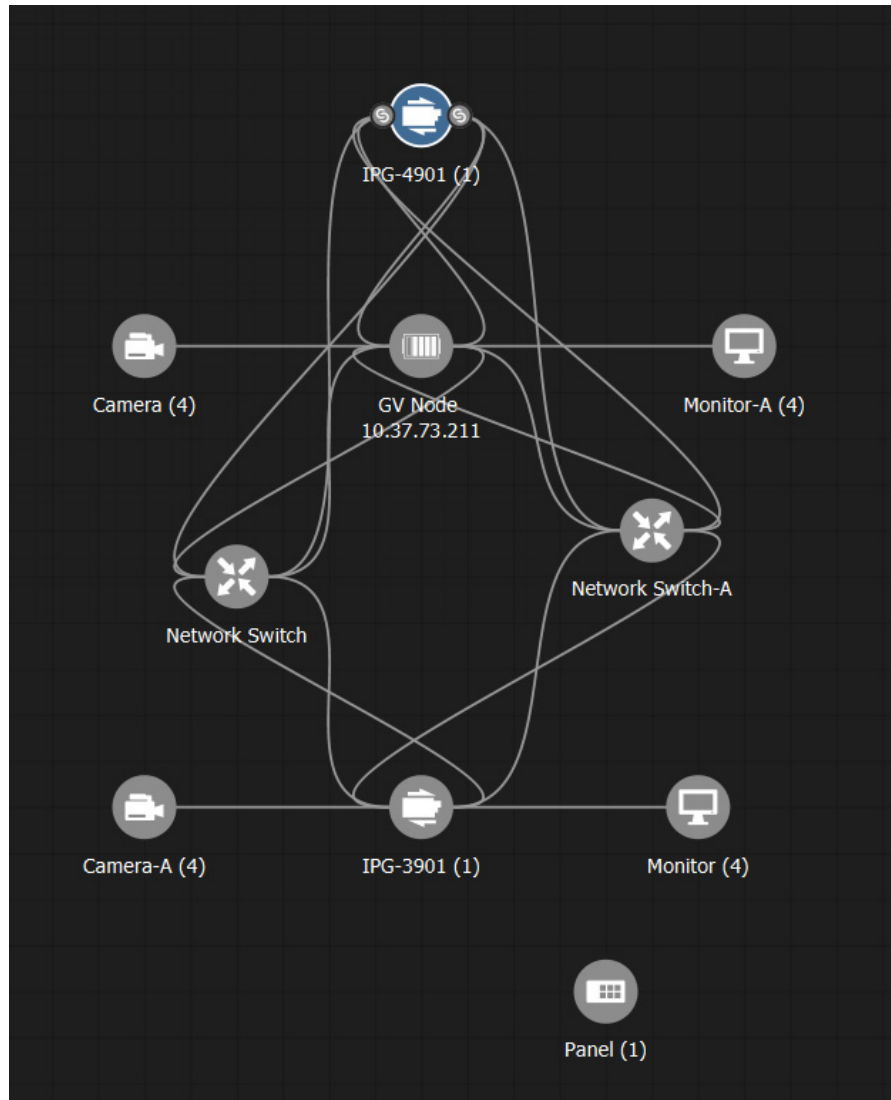 IPG-4901 (1)
Camera (4)
GV Node
10.37.73.211
Monitor-A (4)
Network Switch-A
Network Switch
Camera-A (4)
IPG-3901 (1)
Monitor (4)
Panel (1)